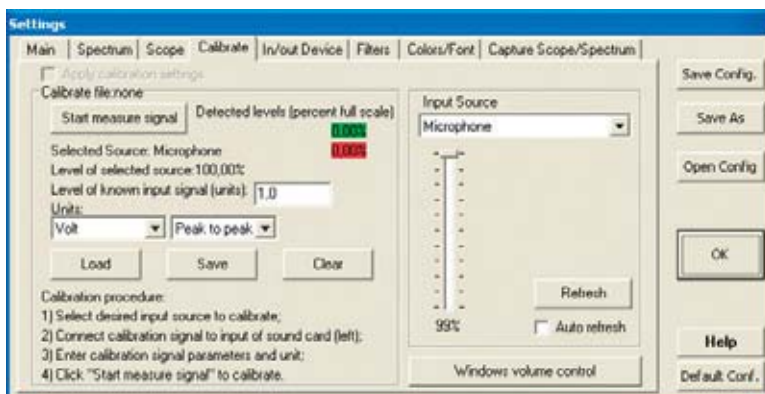 Settings
Main Spectrum Scope Calibrate In/out Device Filters Colors/Font Capture Scope/Spectrum
Apply calibration settings
Calibrate file:none
Start measure signal
Detected levels (percent full scale)
0,00%
0,00%
Selected Source: Microphone
Level of selected source:100,00%
Level of known input signal (units): 1,0
Units:
Volt Peak to peak
Load Save Clear
Calibration procedure:
1) Select desired input source to calibrate;
2) Connect calibration signal to input of sound card (left);
3) Enter calibration signal parameters and unit;
4) Click "Start measure signal" to calibrate.
Input Source
Microphone
Refresh
99%
Auto refresh
Windows volume control
Save Config.
Save As
Open Config
OK
Help
Default Conf.